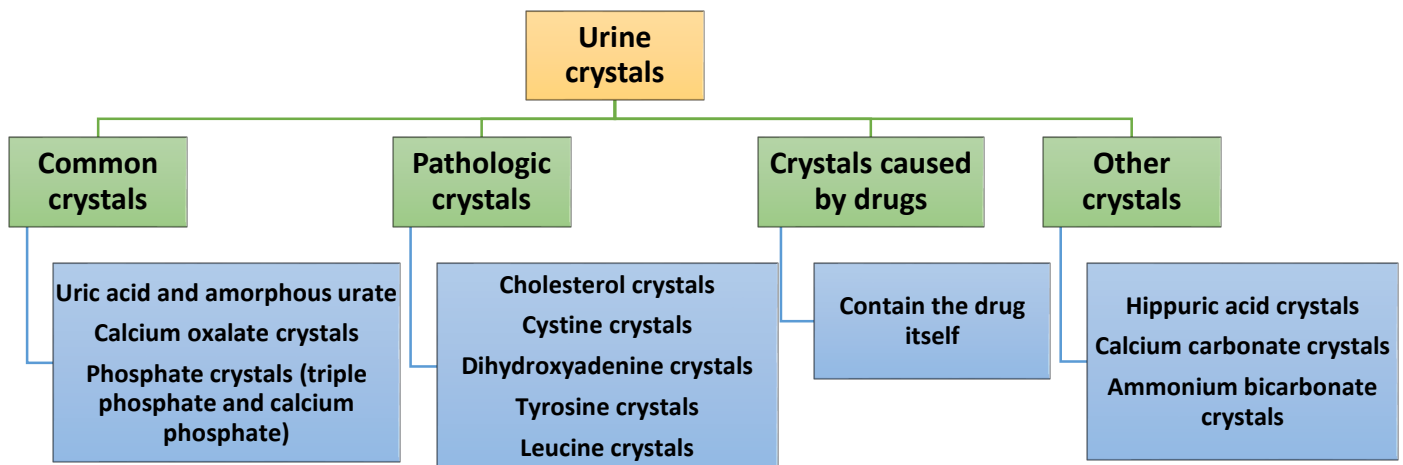 Urine
crystals
Common
crystals
Uric acid and amorphous urate
Calcium oxalate crystals
Phosphate crystals (triple
phosphate and calcium
phosphate)
Pathologic
crystals
Cholesterol crystals
Cystine crystals
Dihydroxyadenine crystals
Tyrosine crystals
Leucine crystals
Crystals caused
by drugs
Contain the drug
itself
Other
crystals
Hippuric acid crystals
Calcium carbonate crystals
Ammonium bicarbonate
crystals